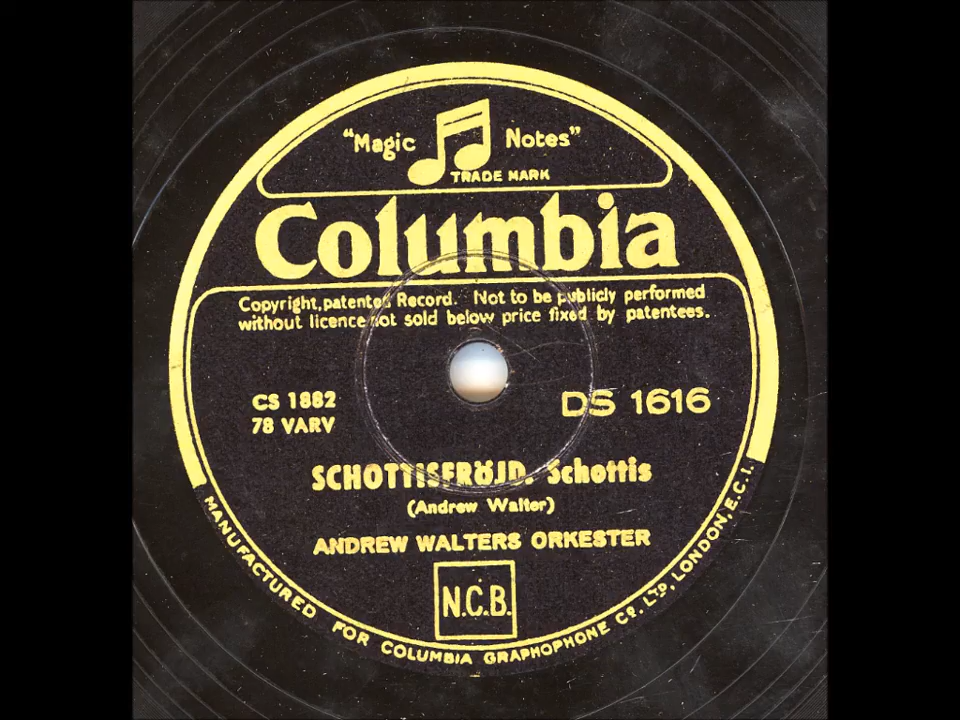 "Magic Notes"
TRADE MARK
Columbia
Copyright, patented Record. Not to be publicly performed
without licence not sold below price fixed by patentees.
CS 1882
78 VARV
DS 1616
SCHOTTISFRÖJD. Schottis
(Andrew Walter)
ANDREW WALTERS ORKESTER
N.C.B.
MANUFACTURED FOR COLUMBIA GRAPHOPHONE CO. LTD, LONDON, E.C.1.